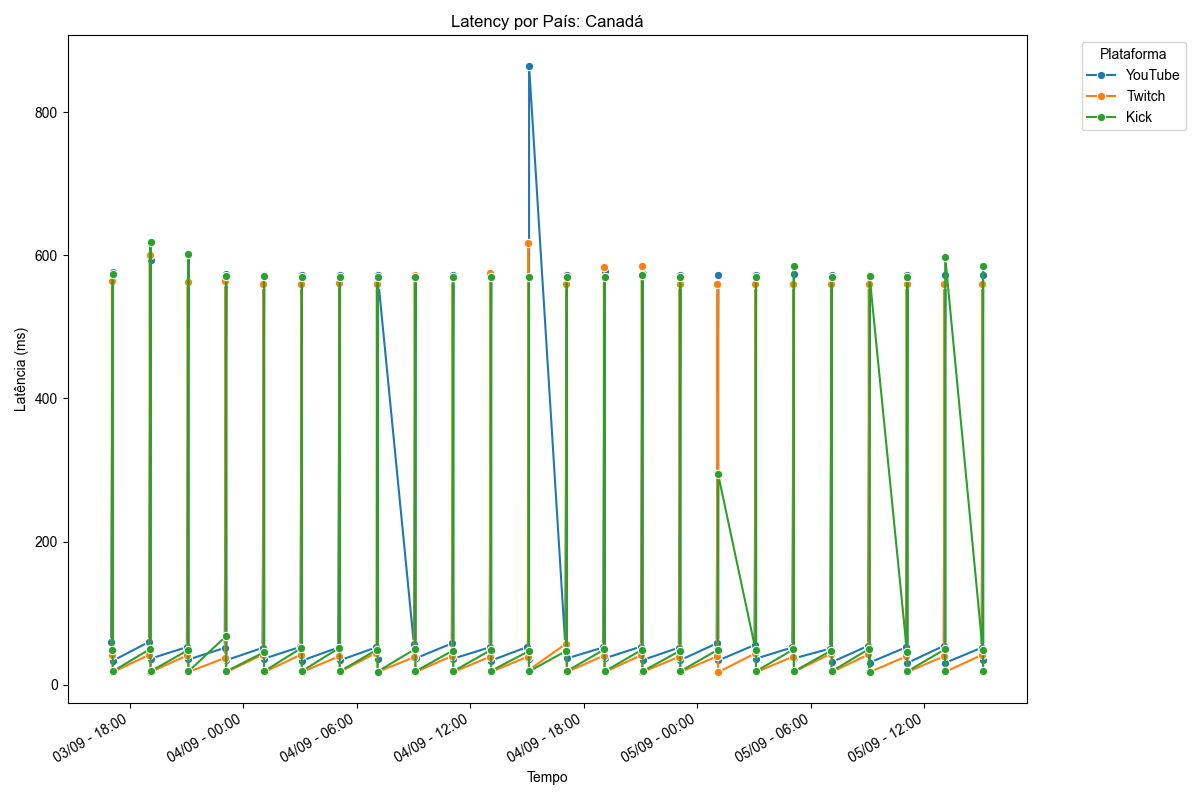 Latency por País: Canadá
Plataforma
YouTube
Twitch
Kick
Latência (ms)
800
600
400
200
0
03/09 - 18:00
04/09 - 00:00
04/09 - 06:00
04/09 - 12:00
04/09 - 18:00
05/09 - 00:00
05/09 - 06:00
05/09 - 12:00
Tempo